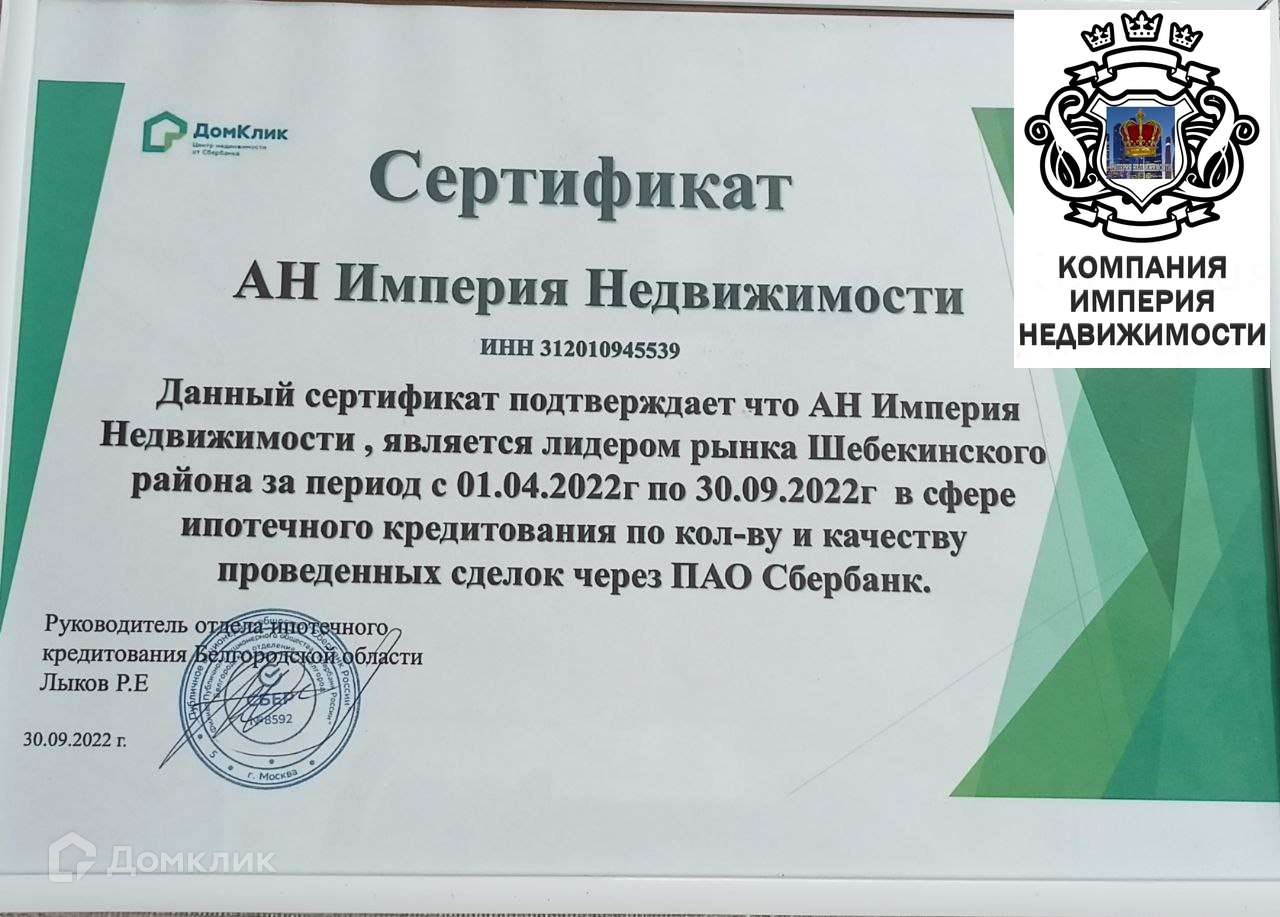 ДомКлик
Центр недвижимости
от Сбербанка
Сертификат
АН Империя Недвижимости
ИНН 312010945539
Данный сертификат подтверждает что АН Империя
Недвижимости , является лидером рынка Шебекинского
района за период с 01.04.2022г по 30.09.2022г в сфере
ипотечного кредитования по кол-ву и качеству
проведенных сделок через ПАО Сбербанк.
Руководитель отдела ипотечного
кредитования Белгородской области
Лыков Р.Е
30.09.2022 г.
СБЕР
№8592
г. Москва
КОМПАНИЯ
ИМПЕРИЯ
НЕДВИЖИМОСТИ
Домклик